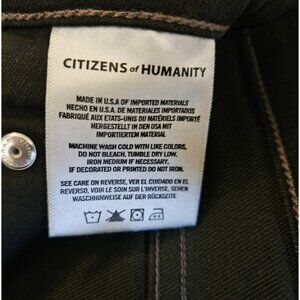 CITIZENS of HUMANITY
MADE IN U.S.A OF IMPORTED MATERIALS
HECHO EN U.S.A. DE MATERIALES IMPORTADOS
FABRIQUÉ AUX ETATS-UNIS DU MATÉRIELS IMPORTÉ
HERGESTELLT IN DEN USA MIT
IMPORTIERTEM MATERIAL
MACHINE WASH COLD WITH LIKE COLORS,
DO NOT BLEACH, TUMBLE DRY LOW,
IRON MEDIUM IF NECESSARY.
IF DECORATED OR PRINTED DO NOT IRON.
SEE CARE ON REVERSE, VER EL CUIDADO EN EL
REVERSO, VOIR LE SOIN SUR L'INVERSE, SEHEN
WASCHHINWEISE AUF DER RÜCKSEITE